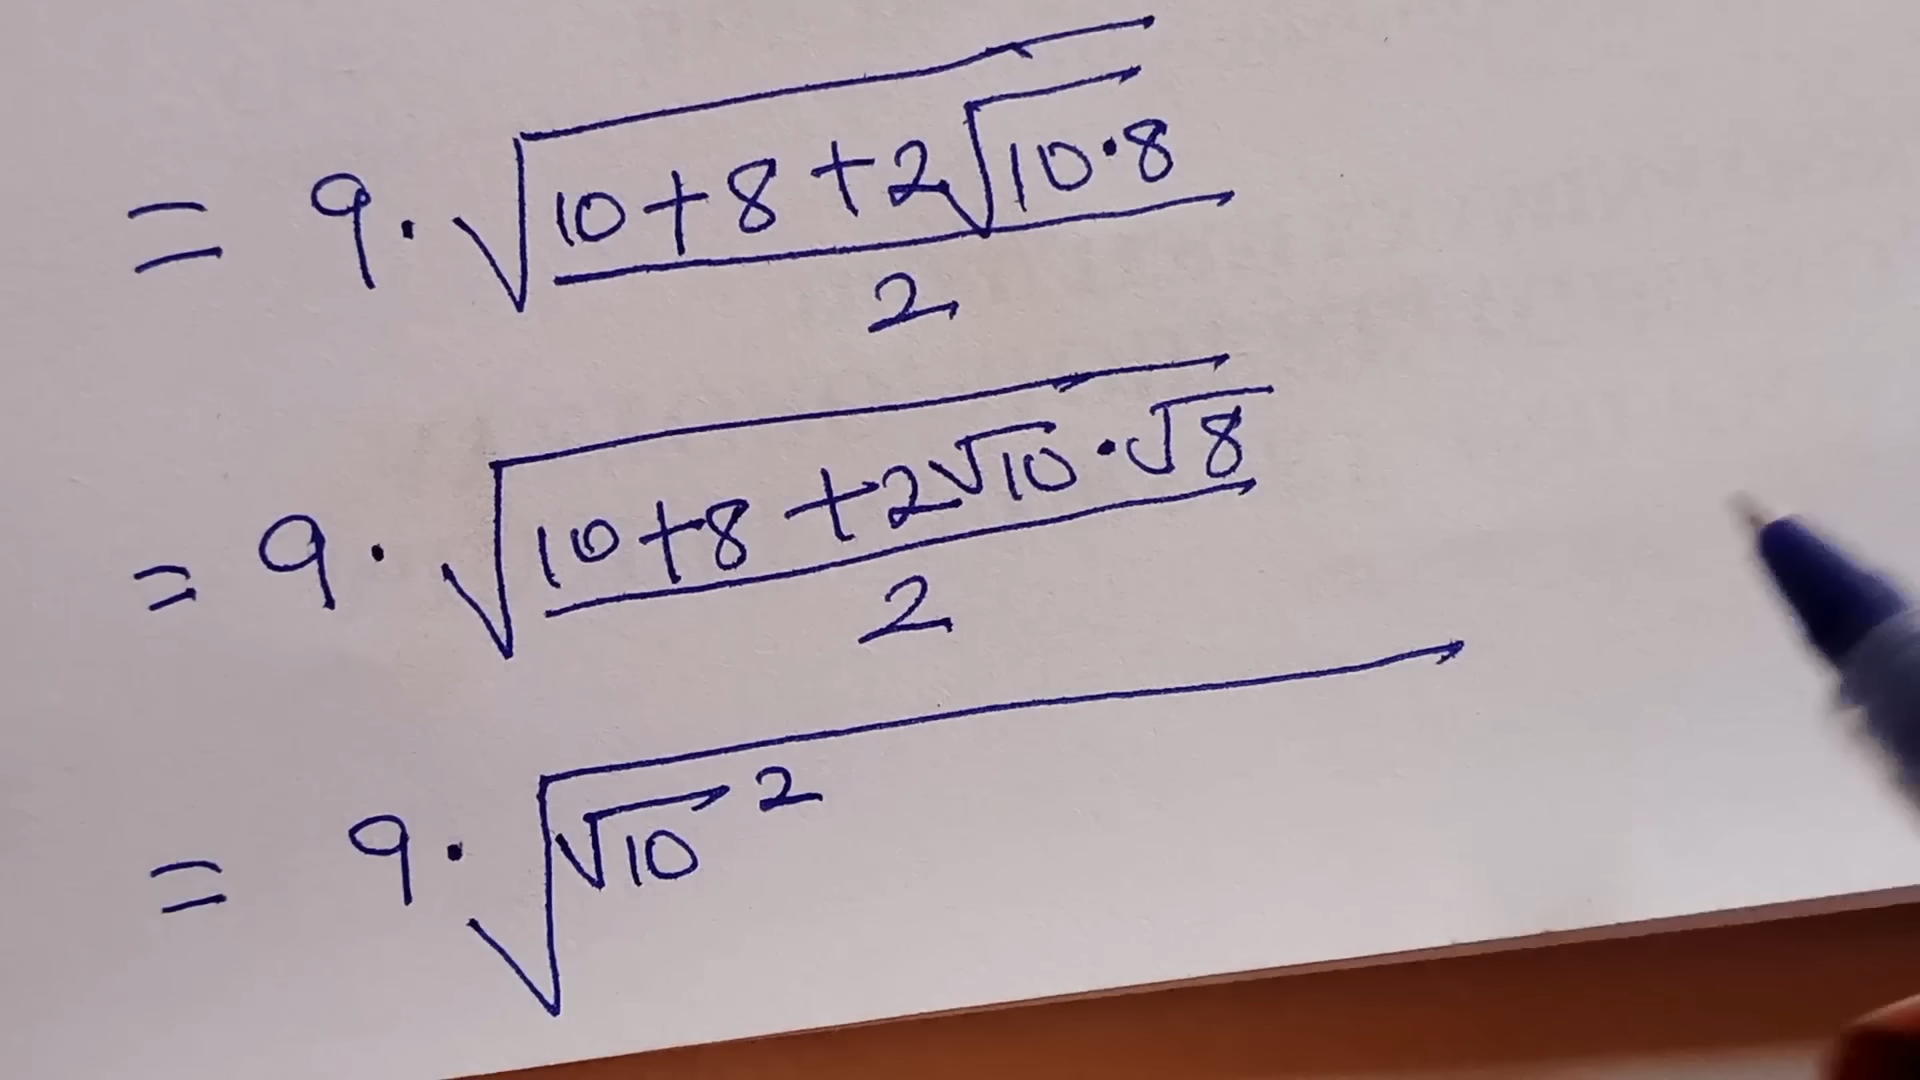 = 9 · √((10+8+2√(10·8))/2)
= 9 · √((10+8+2√10·√8)/2)
= 9 · √(√10²